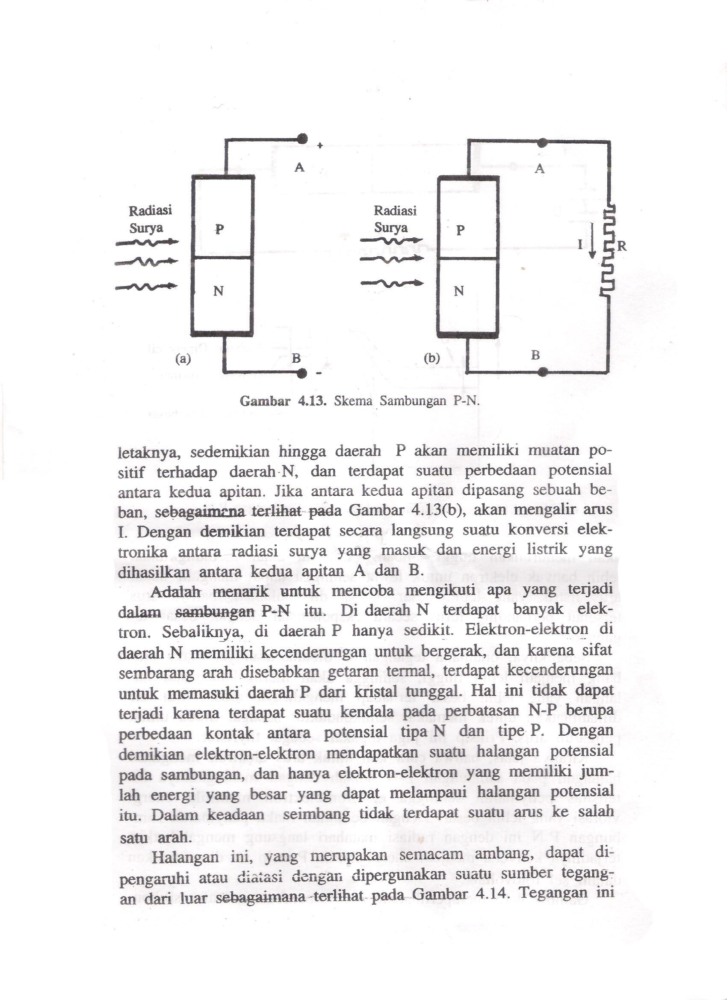 +
A
A
Radiasi
Surya
P
N
Radiasi
Surya
P
N
I
R
(a)
B
-
(b)
B
Gambar 4.13. Skema Sambungan P-N.
letaknya, sedemikian hingga daerah P akan memiliki muatan po-
sitif terhadap daerah N, dan terdapat suatu perbedaan potensial
antara kedua apitan. Jika antara kedua apitan dipasang sebuah be-
ban, sebagaimana terlihat pada Gambar 4.13(b), akan mengalir arus
I. Dengan demikian terdapat secara langsung suatu konversi elek-
tronika antara radiasi surya yang masuk dan energi listrik yang
dihasilkan antara kedua apitan A dan B.
Adalah menarik untuk mencoba mengikuti apa yang terjadi
dalam sambungan P-N itu. Di daerah N terdapat banyak elek-
tron. Sebaliknya, di daerah P hanya sedikit. Elektron-elektron di
daerah N memiliki kecenderungan untuk bergerak, dan karena sifat
sembarang arah disebabkan getaran termal, terdapat kecenderungan
untuk memasuki daerah P dari kristal tunggal. Hal ini tidak dapat
terjadi karena terdapat suatu kendala pada perbatasan N-P berupa
perbedaan kontak antara potensial tipa N dan tipe P. Dengan
demikian elektron-elektron mendapatkan suatu halangan potensial
pada sambungan, dan hanya elektron-elektron yang memiliki jum-
lah energi yang besar yang dapat melampaui halangan potensial
itu. Dalam keadaan seimbang tidak terdapat suatu arus ke salah
satu arah.
Halangan ini, yang merupakan semacam ambang, dapat di-
pengaruhi atau diatasi dengan dipergunakan suatu sumber tegang-
an dari luar sebagaimana terlihat pada Gambar 4.14. Tegangan ini